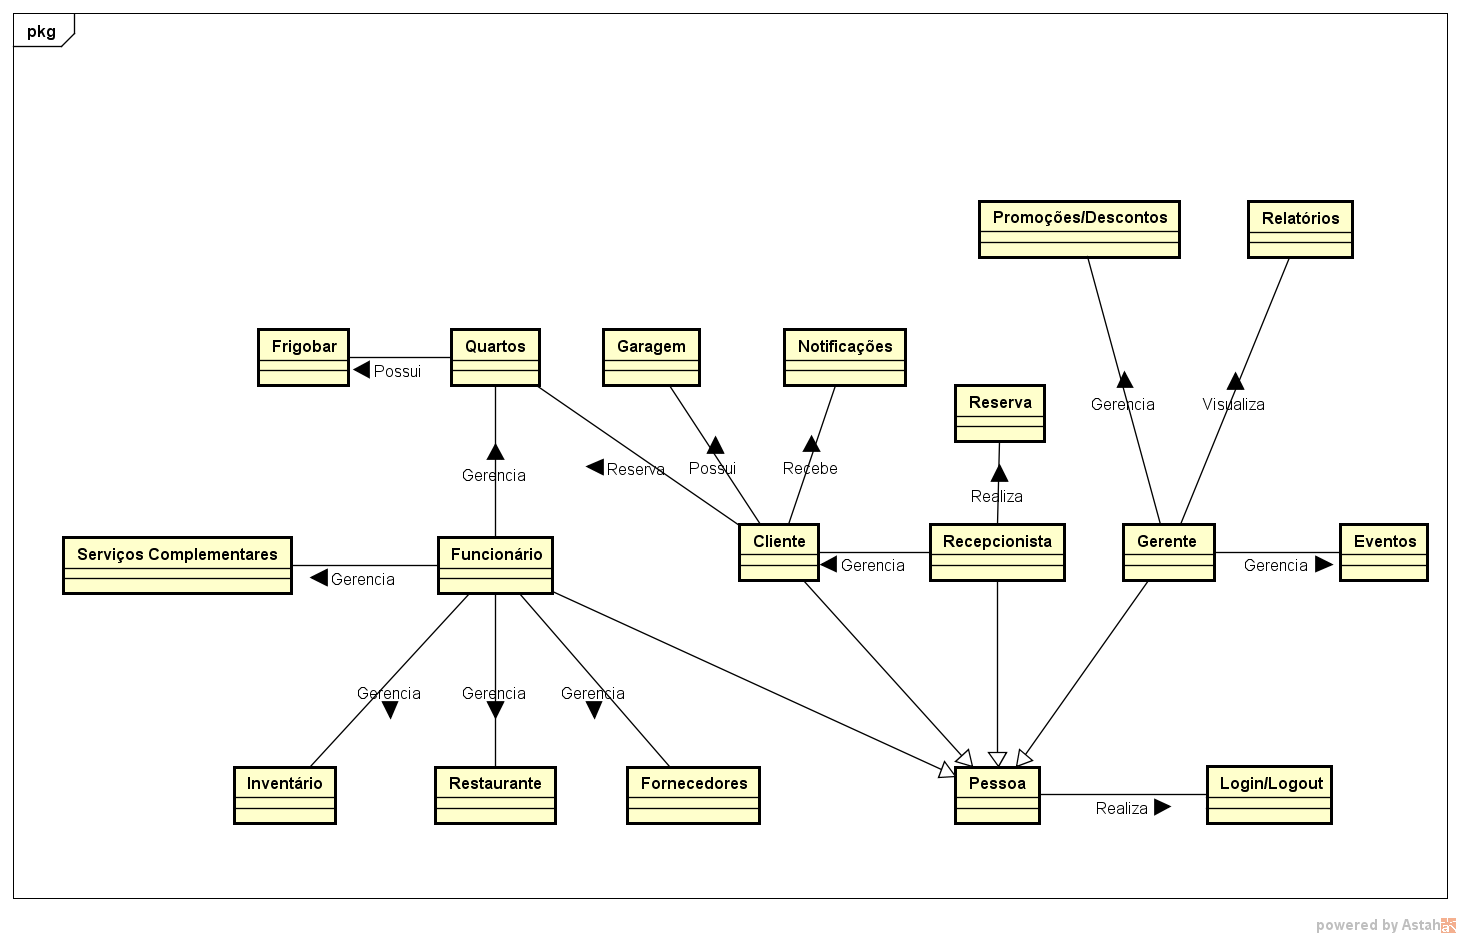 pkg
Promoções/Descontos
Relatórios
Frigobar
Quartos
Garagem
Notificações
Possui
Reserva
Gerencia
Visualiza
Gerencia
Reserva
Possui
Recebe
Realiza
Serviços Complementares
Funcionário
Cliente
Recepcionista
Gerente
Eventos
Gerencia
Gerencia
Gerencia
Gerencia
Gerencia
Gerencia
Inventário
Restaurante
Fornecedores
Pessoa
Login/Logout
Realiza
powered by Astah